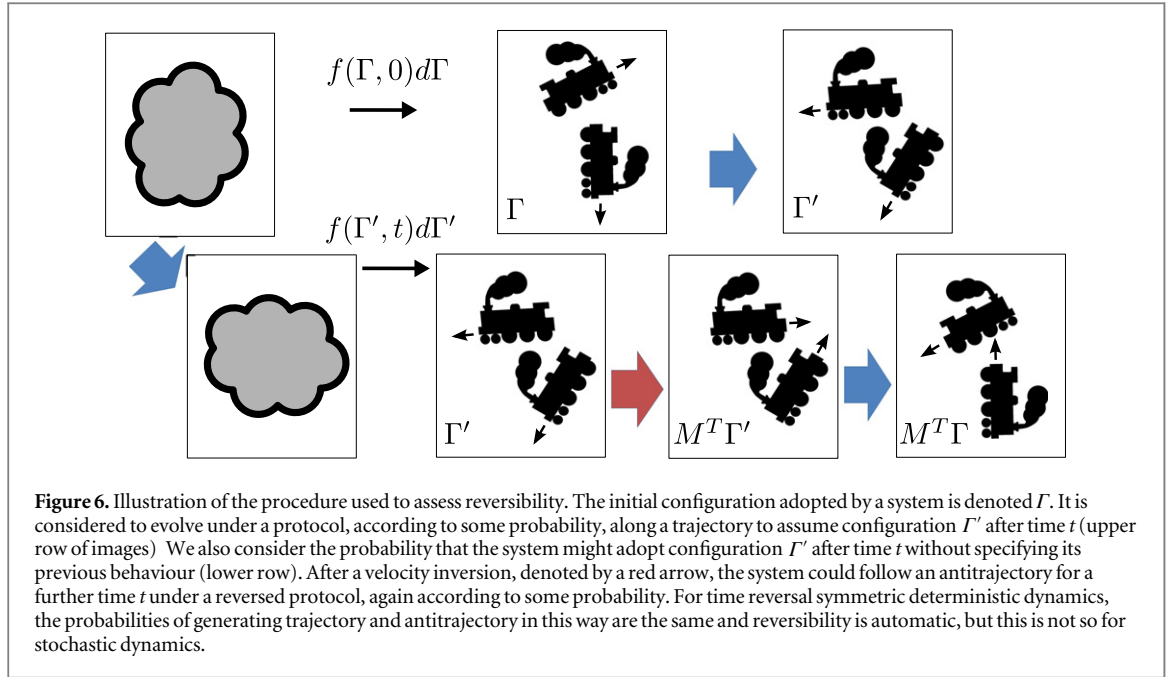 f(Γ, 0)dΓ
Γ
Γ′
f(Γ′, t)dΓ′
Γ′
M^T Γ′
M^T Γ
Figure 6. Illustration of the procedure used to assess reversibility. The initial configuration adopted by a system is denoted Γ. It is
considered to evolve under a protocol, according to some probability, along a trajectory to assume configuration Γ′ after time t (upper
row of images) We also consider the probability that the system might adopt configuration Γ′ after time t without specifying its
previous behaviour (lower row). After a velocity inversion, denoted by a red arrow, the system could follow an antitrajectory for a
further time t under a reversed protocol, again according to some probability. For time reversal symmetric deterministic dynamics,
the probabilities of generating trajectory and antitrajectory in this way are the same and reversibility is automatic, but this is not so for
stochastic dynamics.